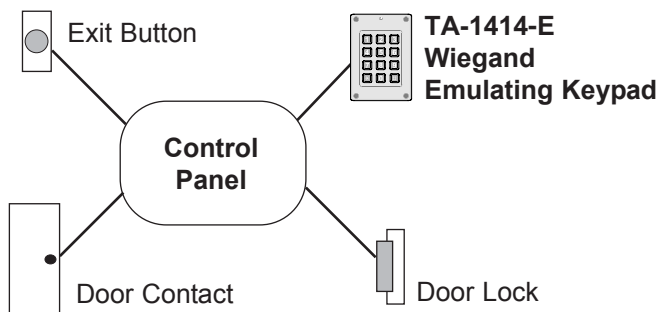 Exit Button
TA-1414-E
Wiegand
Emulating Keypad
Control
Panel
Door Contact
Door Lock